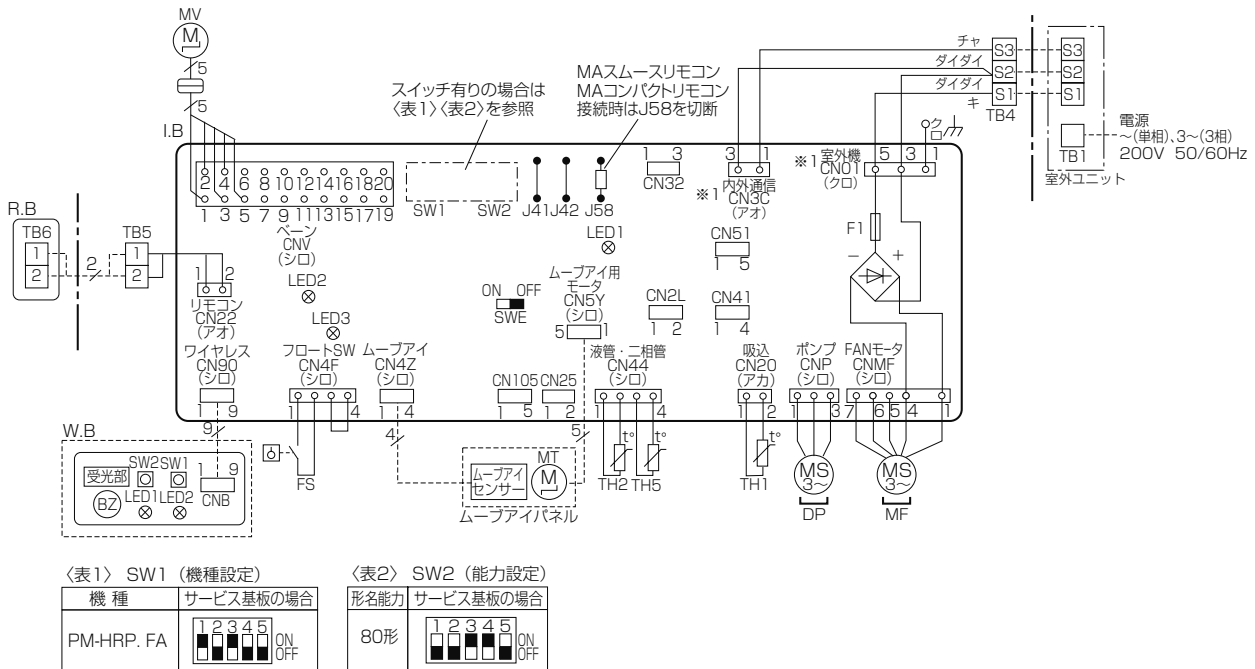 MV
M
5
5
I.B
スイッチ有りの場合は
〈表1〉〈表2〉を参照
MAスムースリモコン
MAコンパクトリモコン
接続時はJ58を切断
チャ
ダイダイ
ダイダイ
キ
S3
S2
S1
TB4
S3
S2
S1
TB1
電源
～(単相)、3～(3相)
200V 50/60Hz
室外ユニット
クロ
2 4 6 8 10 12 14 16 18 20
1 3 5 7 9 11 13 15 17 19
ベーン
CNV
(シロ)
SW1 SW2
J41 J42 J58
1 3
CN32
3 1
※1 内外通信
CN3C
(アオ)
※1 室外機
CN01
(クロ)
5 3 1
F1
－ ＋
LED1
CN51
1 5
R.B
TB6
1
2
2
TB5
1
2
1 2
リモコン
CN22
(アオ)
LED2
LED3
ON OFF
SWE
ムーブアイ用
モータ
CN5Y
(シロ)
5 1
CN2L
1 2
CN41
1 4
ワイヤレス
CN90
(シロ)
1 9
フロートSW
CN4F
(シロ)
1 4
ムーブアイ
CN4Z
(シロ)
1 4
CN105
1 5
CN25
1 2
液管・二相管
CN44
(シロ)
1 4
吸込
CN20
(アカ)
1 2
ポンプ
CNP
(シロ)
1 3
FANモータ
CNMF
(シロ)
7 6 5 4 1
9
4
5
W.B
受光部
SW2 SW1
BZ
LED1 LED2
1 9
CNB
FS
ムーブアイ
センサー
MT
M
ムーブアイパネル
t°
t°
TH2 TH5
t°
TH1
MS
3～
DP
MS
3～
MF
〈表1〉 SW1 (機種設定)
機 種 サービス基板の場合
PM-HRP. FA 1 2 3 4 5 ON OFF
〈表2〉 SW2 (能力設定)
形名能力 サービス基板の場合
80形 1 2 3 4 5 ON OFF